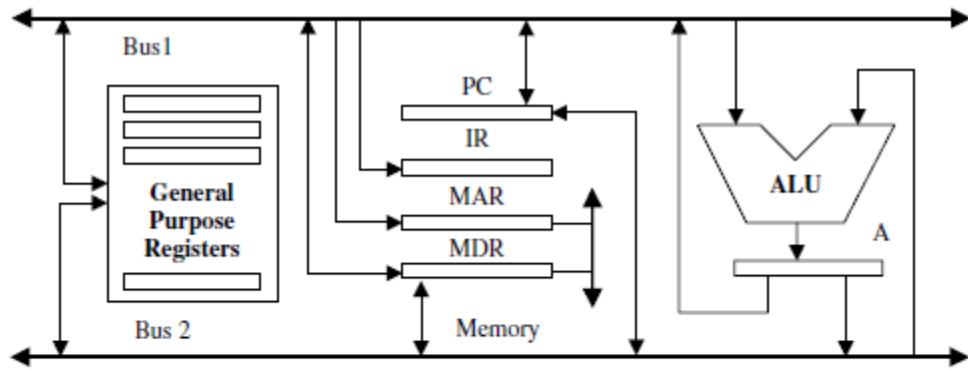 Bus1
PC
IR
MAR
MDR
General
Purpose
Registers
ALU
A
Bus 2
Memory